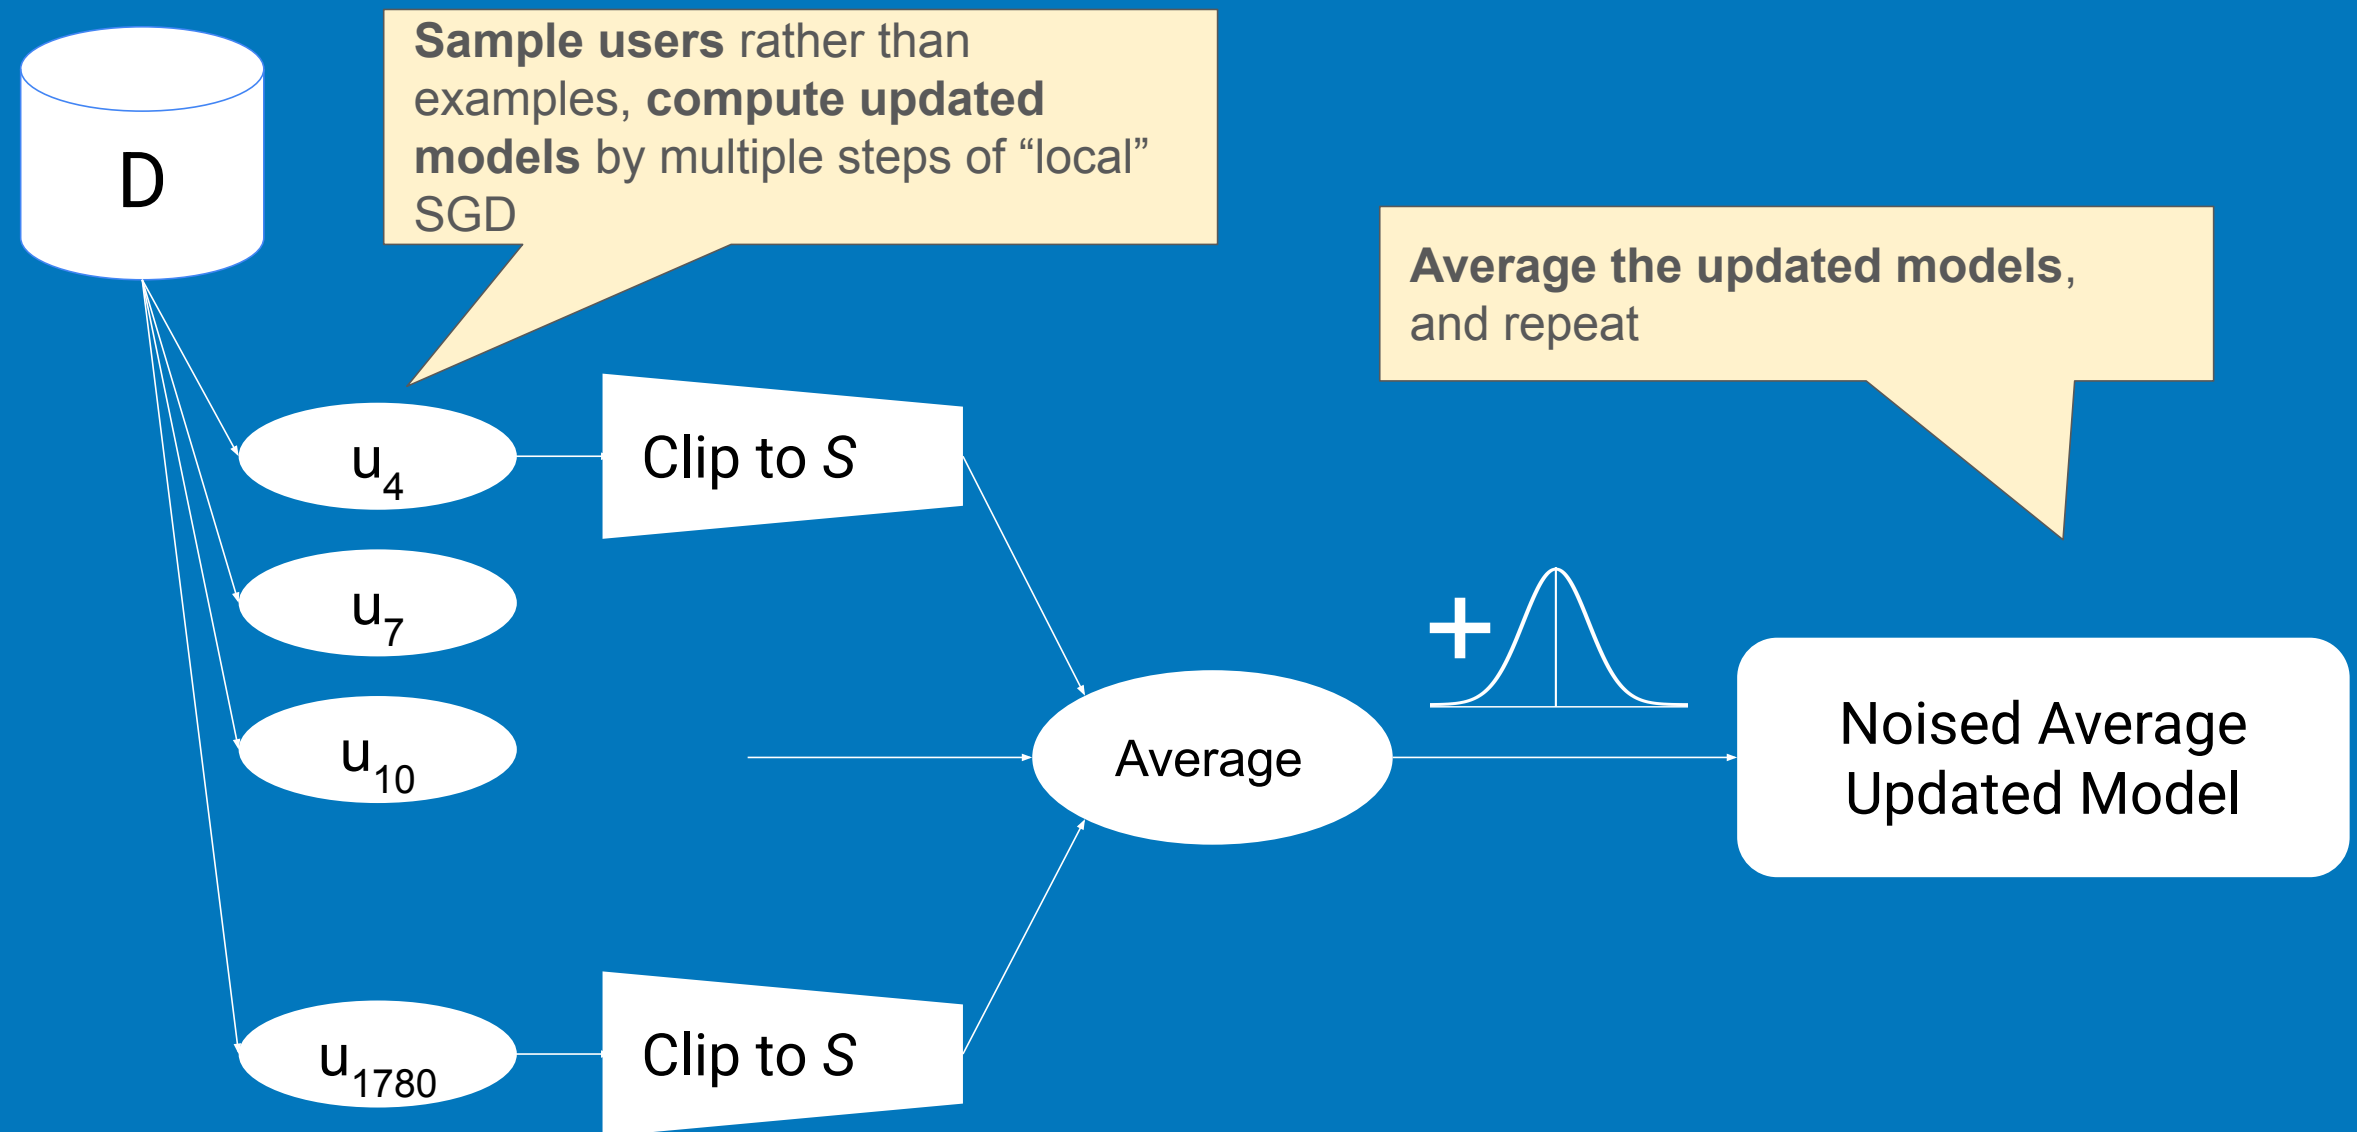 Sample users rather than
examples, compute updated
models by multiple steps of “local”
SGD
D
Average the updated models,
and repeat
u4
Clip to S
u7
u10
+
Average
Noised Average
Updated Model
u1780
Clip to S